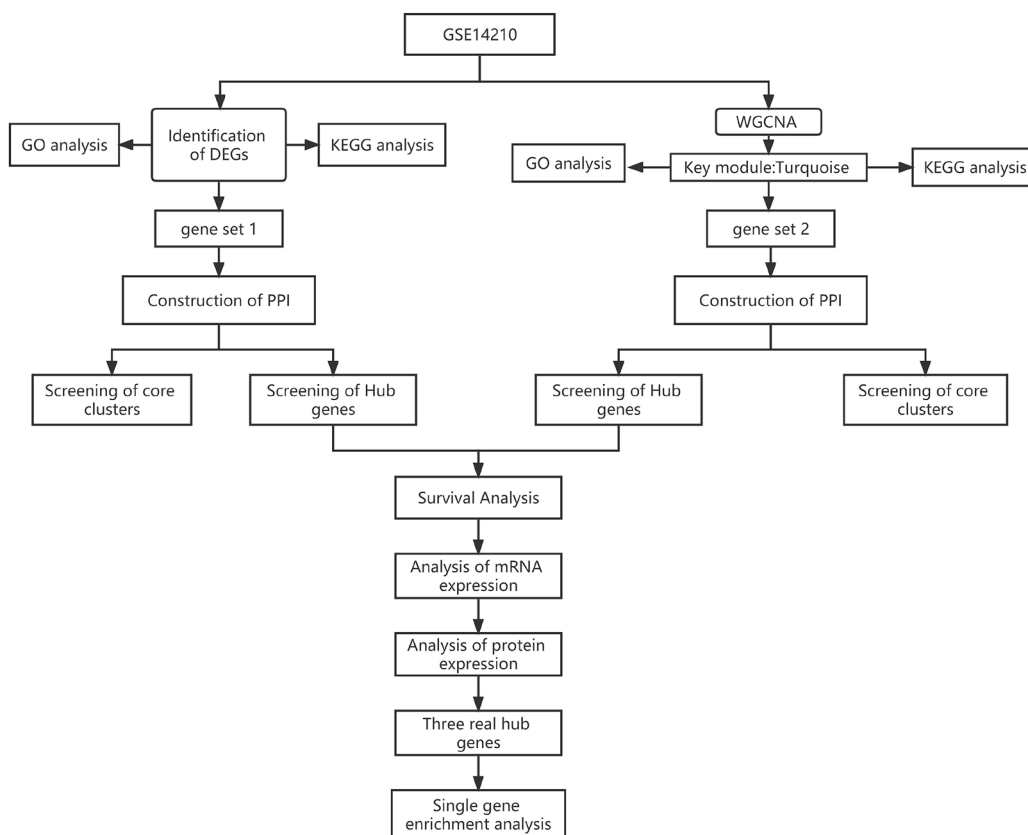 GSE14210
Identification
of DEGs
GO analysis
KEGG analysis
WGCNA
GO analysis
Key module:Turquoise
KEGG analysis
gene set 1
gene set 2
Construction of PPI
Construction of PPI
Screening of core
clusters
Screening of Hub
genes
Screening of Hub
genes
Screening of core
clusters
Survival Analysis
Analysis of mRNA
expression
Analysis of protein
expression
Three real hub
genes
Single gene
enrichment analysis